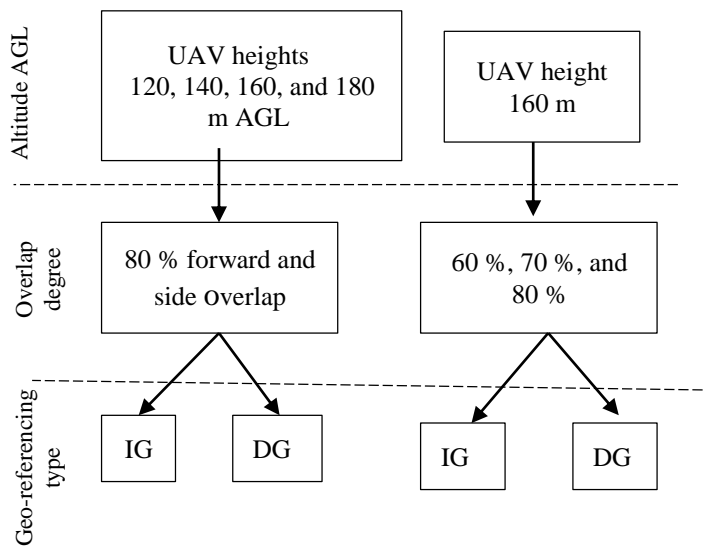 Altitude AGL
UAV heights
120, 140, 160, and 180
m AGL
UAV height
160 m
Overlap
degree
80 % forward and
side overlap
60 %, 70 %, and
80 %
Geo-referencing
type
IG
DG
IG
DG